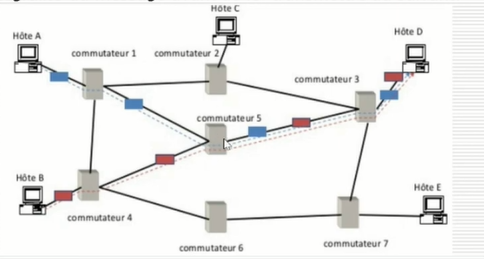 Hôte C
Hôte A
Hôte D
commutateur 1
commutateur 2
commutateur 3
commutateur 5
Hôte B
Hôte E
commutateur 4
commutateur 6
commutateur 7